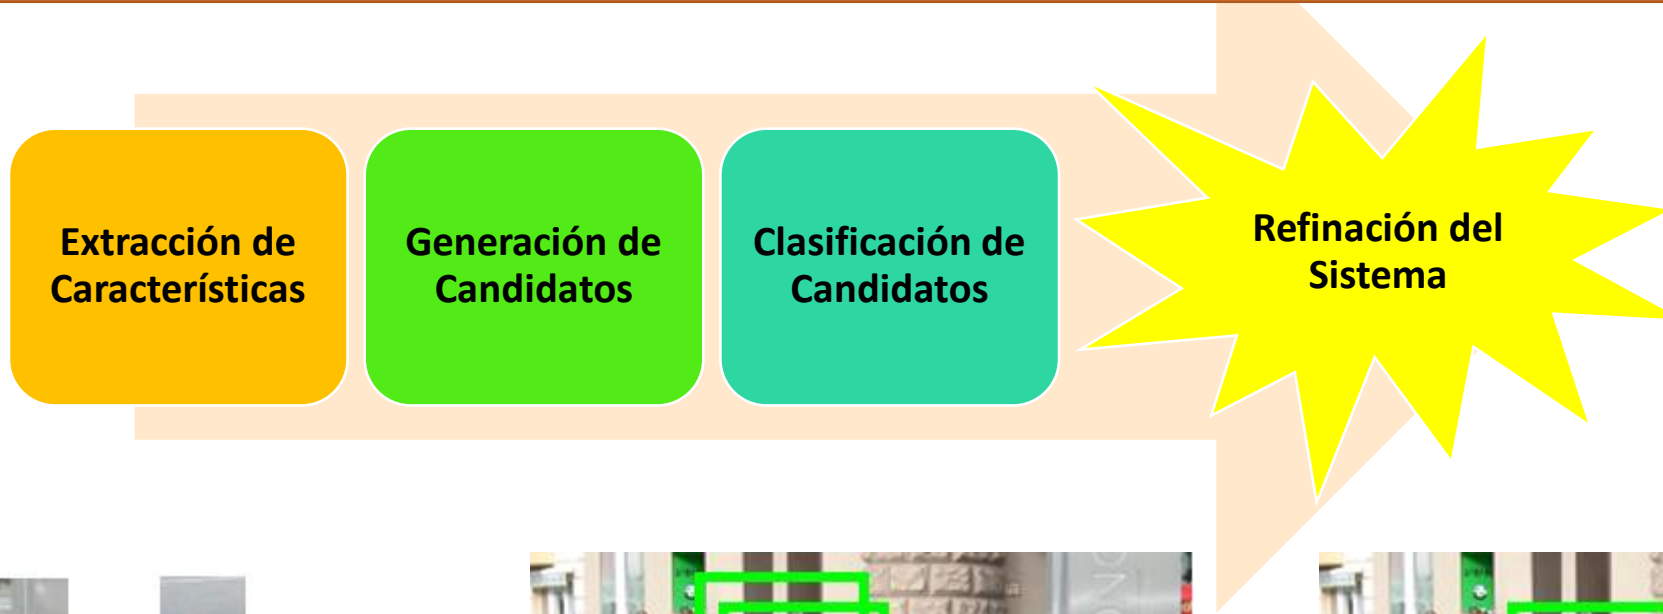 Extracción de
Características
Generación de
Candidatos
Clasificación de
Candidatos
Refinación del
Sistema